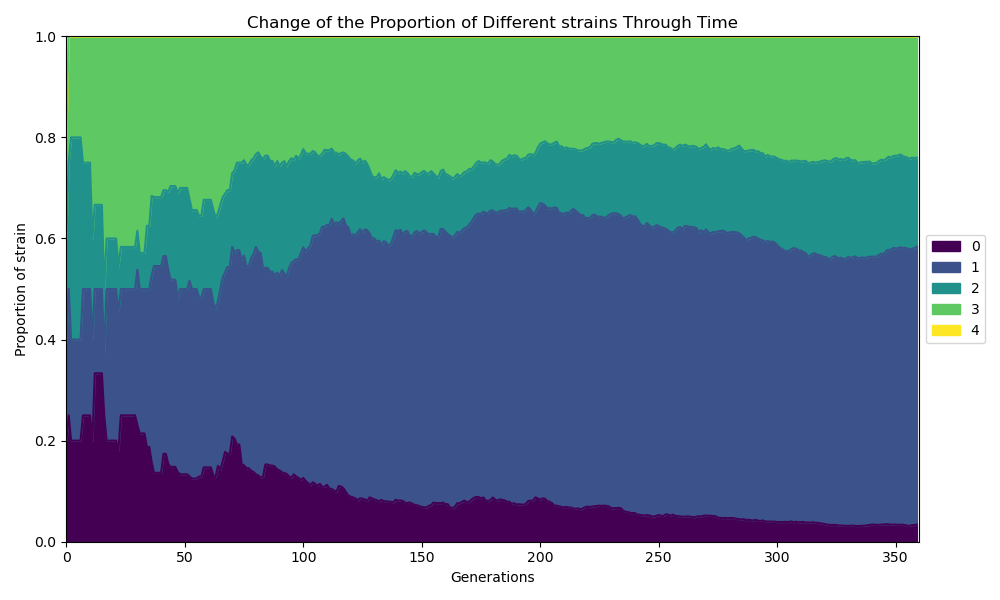 Change of the Proportion of Different strains Through Time
1.0
0.8
0.6
0.4
0.2
0.0
Proportion of strain
0 50 100 150 200 250 300 350
Generations
0
1
2
3
4